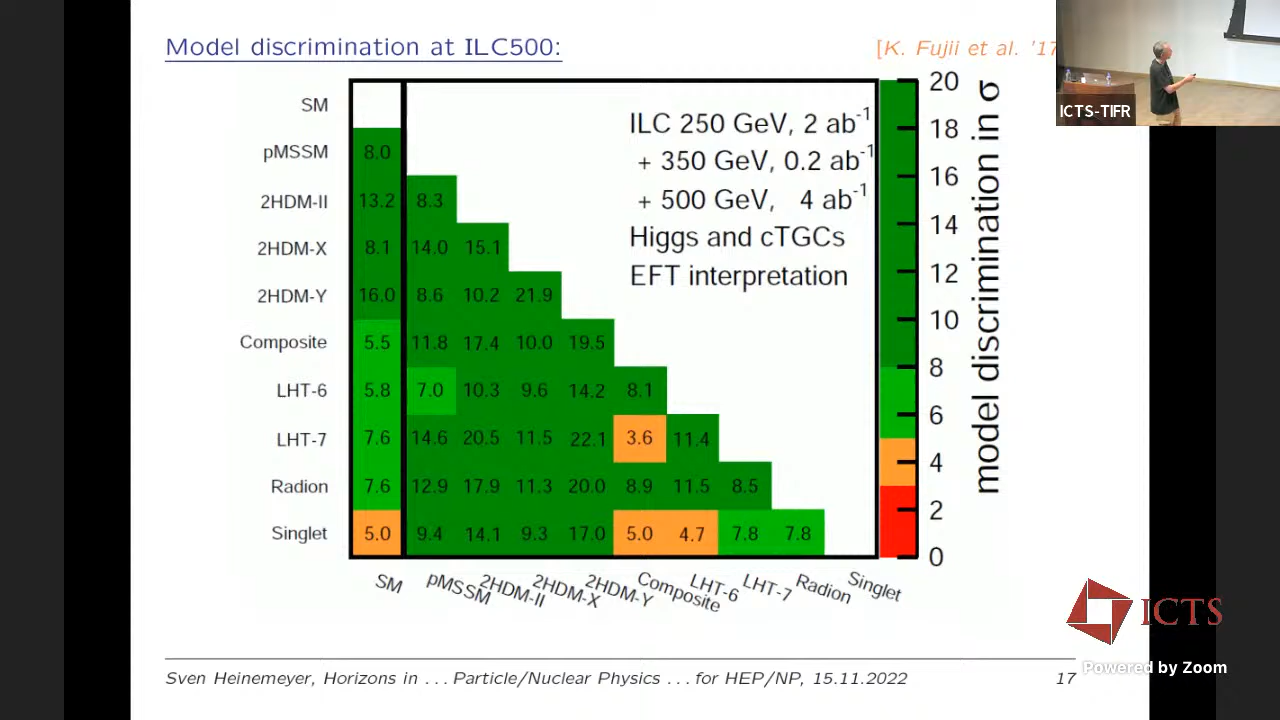 Model discrimination at ILC500:
[K. Fujii et al. '17
ICTS-TIFR
SM
pMSSM 8.0
2HDM-II 13.2 8.3
2HDM-X 8.1 14.0 15.1
2HDM-Y 16.0 8.6 10.2 21.9
Composite 5.5 11.8 17.4 10.0 19.5
LHT-6 5.8 7.0 10.3 9.6 14.2 8.1
LHT-7 7.6 14.6 20.5 11.5 22.1 3.6 11.4
Radion 7.6 12.9 17.9 11.3 20.0 8.9 11.5 8.5
Singlet 5.0 9.4 14.1 9.3 17.0 5.0 4.7 7.8 7.8
SM pMSSM 2HDM-II 2HDM-X 2HDM-Y Composite LHT-6 LHT-7 Radion Singlet
ILC 250 GeV, 2 ab⁻¹
+ 350 GeV, 0.2 ab⁻¹
+ 500 GeV, 4 ab⁻¹
Higgs and cTGCs
EFT interpretation
20
18
16
14
12
10
8
6
4
2
0
model discrimination in σ
ICTS
Powered by Zoom
Sven Heinemeyer, Horizons in ... Particle/Nuclear Physics ... for HEP/NP, 15.11.2022
17